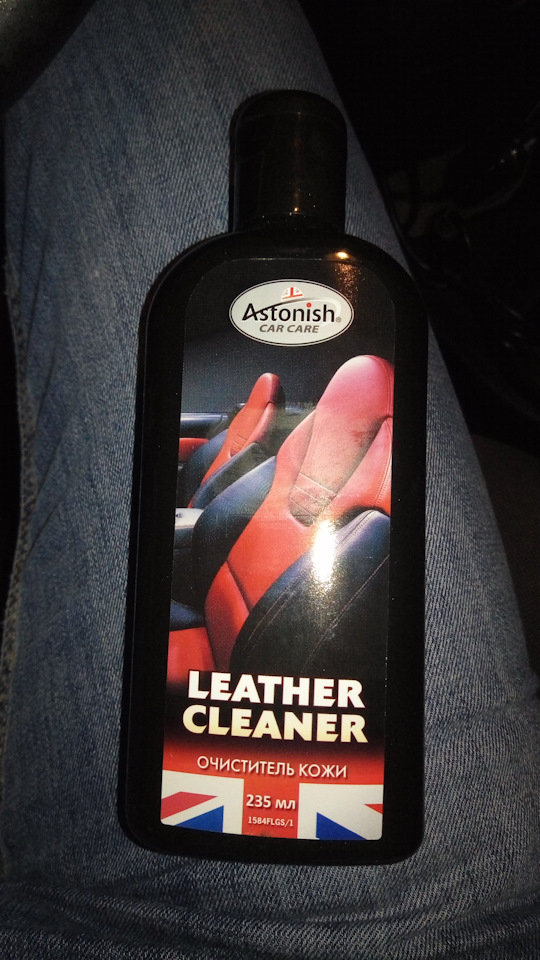 Astonish®
CAR CARE
LEATHER
CLEANER
ОЧИСТИТЕЛЬ КОЖИ
235 мл
1584FLGS/1